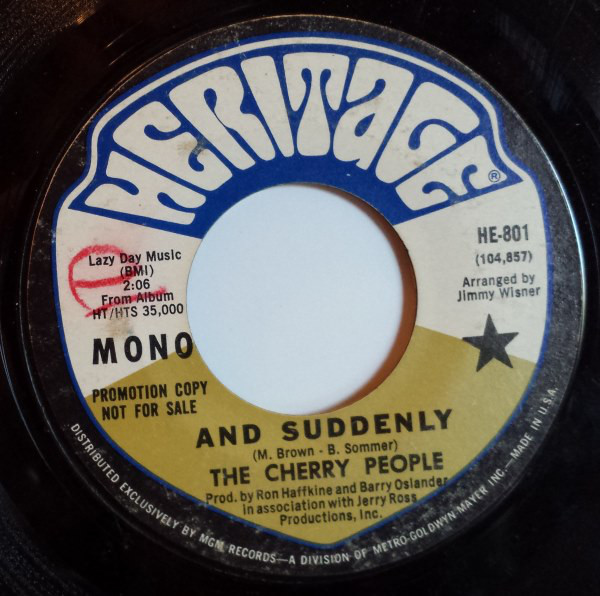 HERITAGE®
HE-801
(104,857)
Arranged by
Jimmy Wisner
Lazy Day Music
(BMI)
2:06
From Album
HT/HTS 35,000
MONO
PROMOTION COPY
NOT FOR SALE
AND SUDDENLY
(M. Brown - B. Sommer)
THE CHERRY PEOPLE
Prod. by Ron Haffkine and Barry Oslander
In association with Jerry Ross
Productions, Inc.
DISTRIBUTED EXCLUSIVELY BY MGM RECORDS—A DIVISION OF METRO-GOLDWYN-MAYER INC.—MADE IN U.S.A.